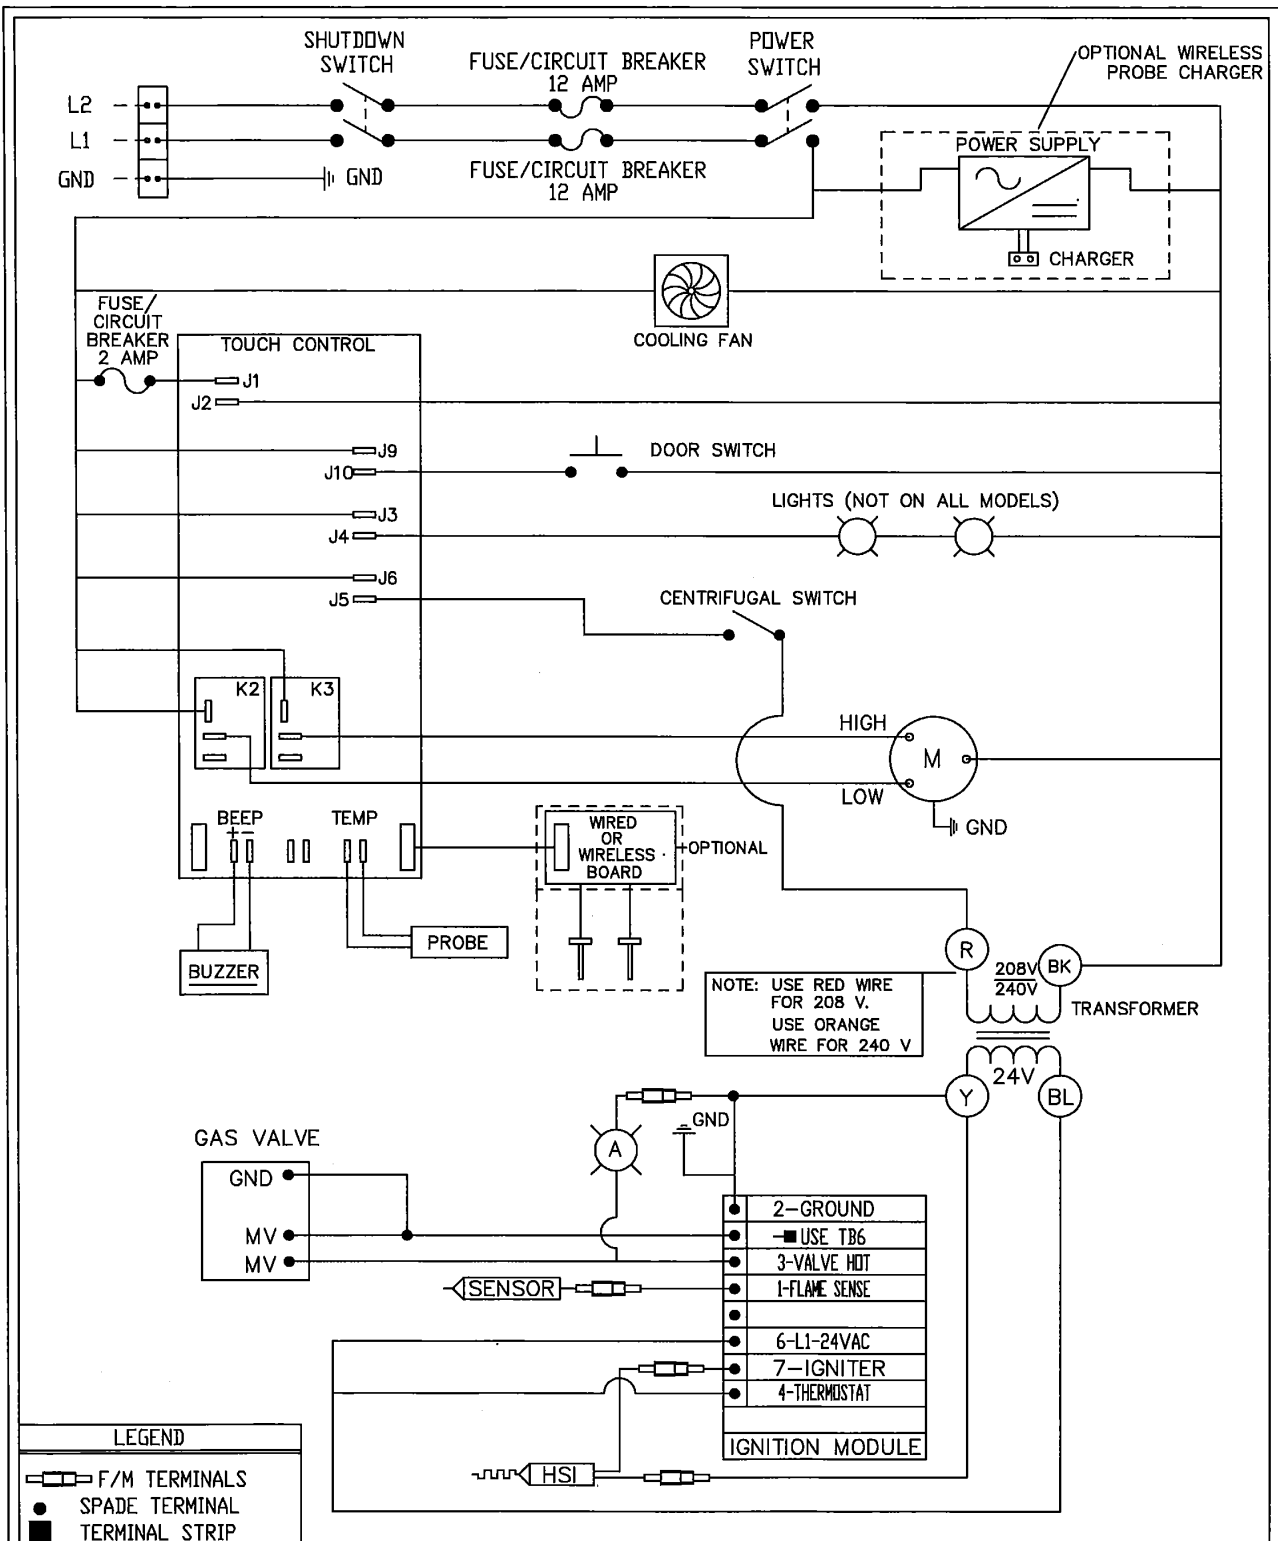 SHUTDOWN
SWITCH
FUSE/CIRCUIT BREAKER
12 AMP
POWER
SWITCH
OPTIONAL WIRELESS
PROBE CHARGER
L2
L1
GND
GND
FUSE/CIRCUIT BREAKER
12 AMP
POWER SUPPLY
CHARGER
COOLING FAN
FUSE/
CIRCUIT
BREAKER
2 AMP
TOUCH CONTROL
J1
J2
J9
J10
DOOR SWITCH
LIGHTS (NOT ON ALL MODELS)
J3
J4
J6
J5
CENTRIFUGAL SWITCH
K2
K3
HIGH
M
LOW
GND
BEEP
+ -
TEMP
WIRED
OR
WIRELESS
BOARD
OPTIONAL
BUZZER
PROBE
R
208V
240V
BK
TRANSFORMER
NOTE: USE RED WIRE
FOR 208 V.
USE ORANGE
WIRE FOR 240 V
24V
Y
BL
GND
A
GAS VALVE
GND
MV
MV
2-GROUND
USE TB6
3-VALVE HOT
1-FLAME SENSE
6-L1-24VAC
7-IGNITER
4-THERMOSTAT
IGNITION MODULE
SENSOR
HSI
LEGEND
F/M TERMINALS
SPADE TERMINAL
TERMINAL STRIP